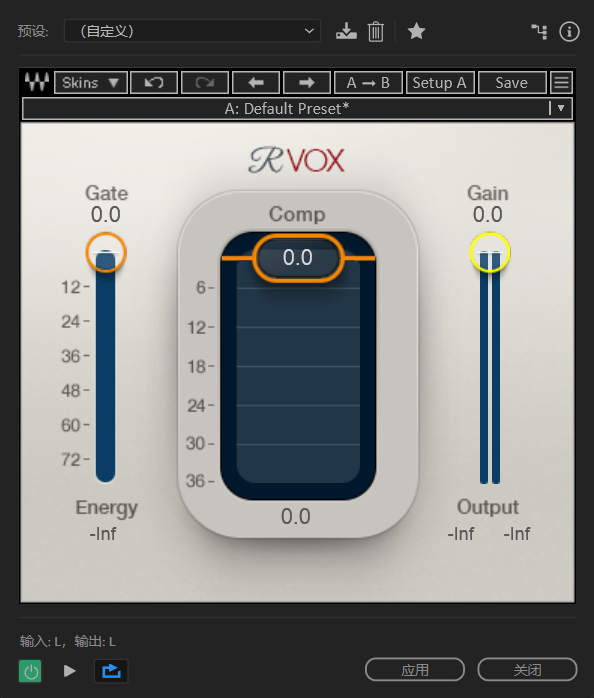 预设: (自定义)
Skins A → B Setup A Save
A: Default Preset*
RVOX
Gate Comp Gain
0.0 0.0 0.0
12 24 36 48 60 72
6 12 18 24 30 36
Energy 0.0 Output
-Inf -Inf -Inf
输入: L, 输出: L
应用 关闭